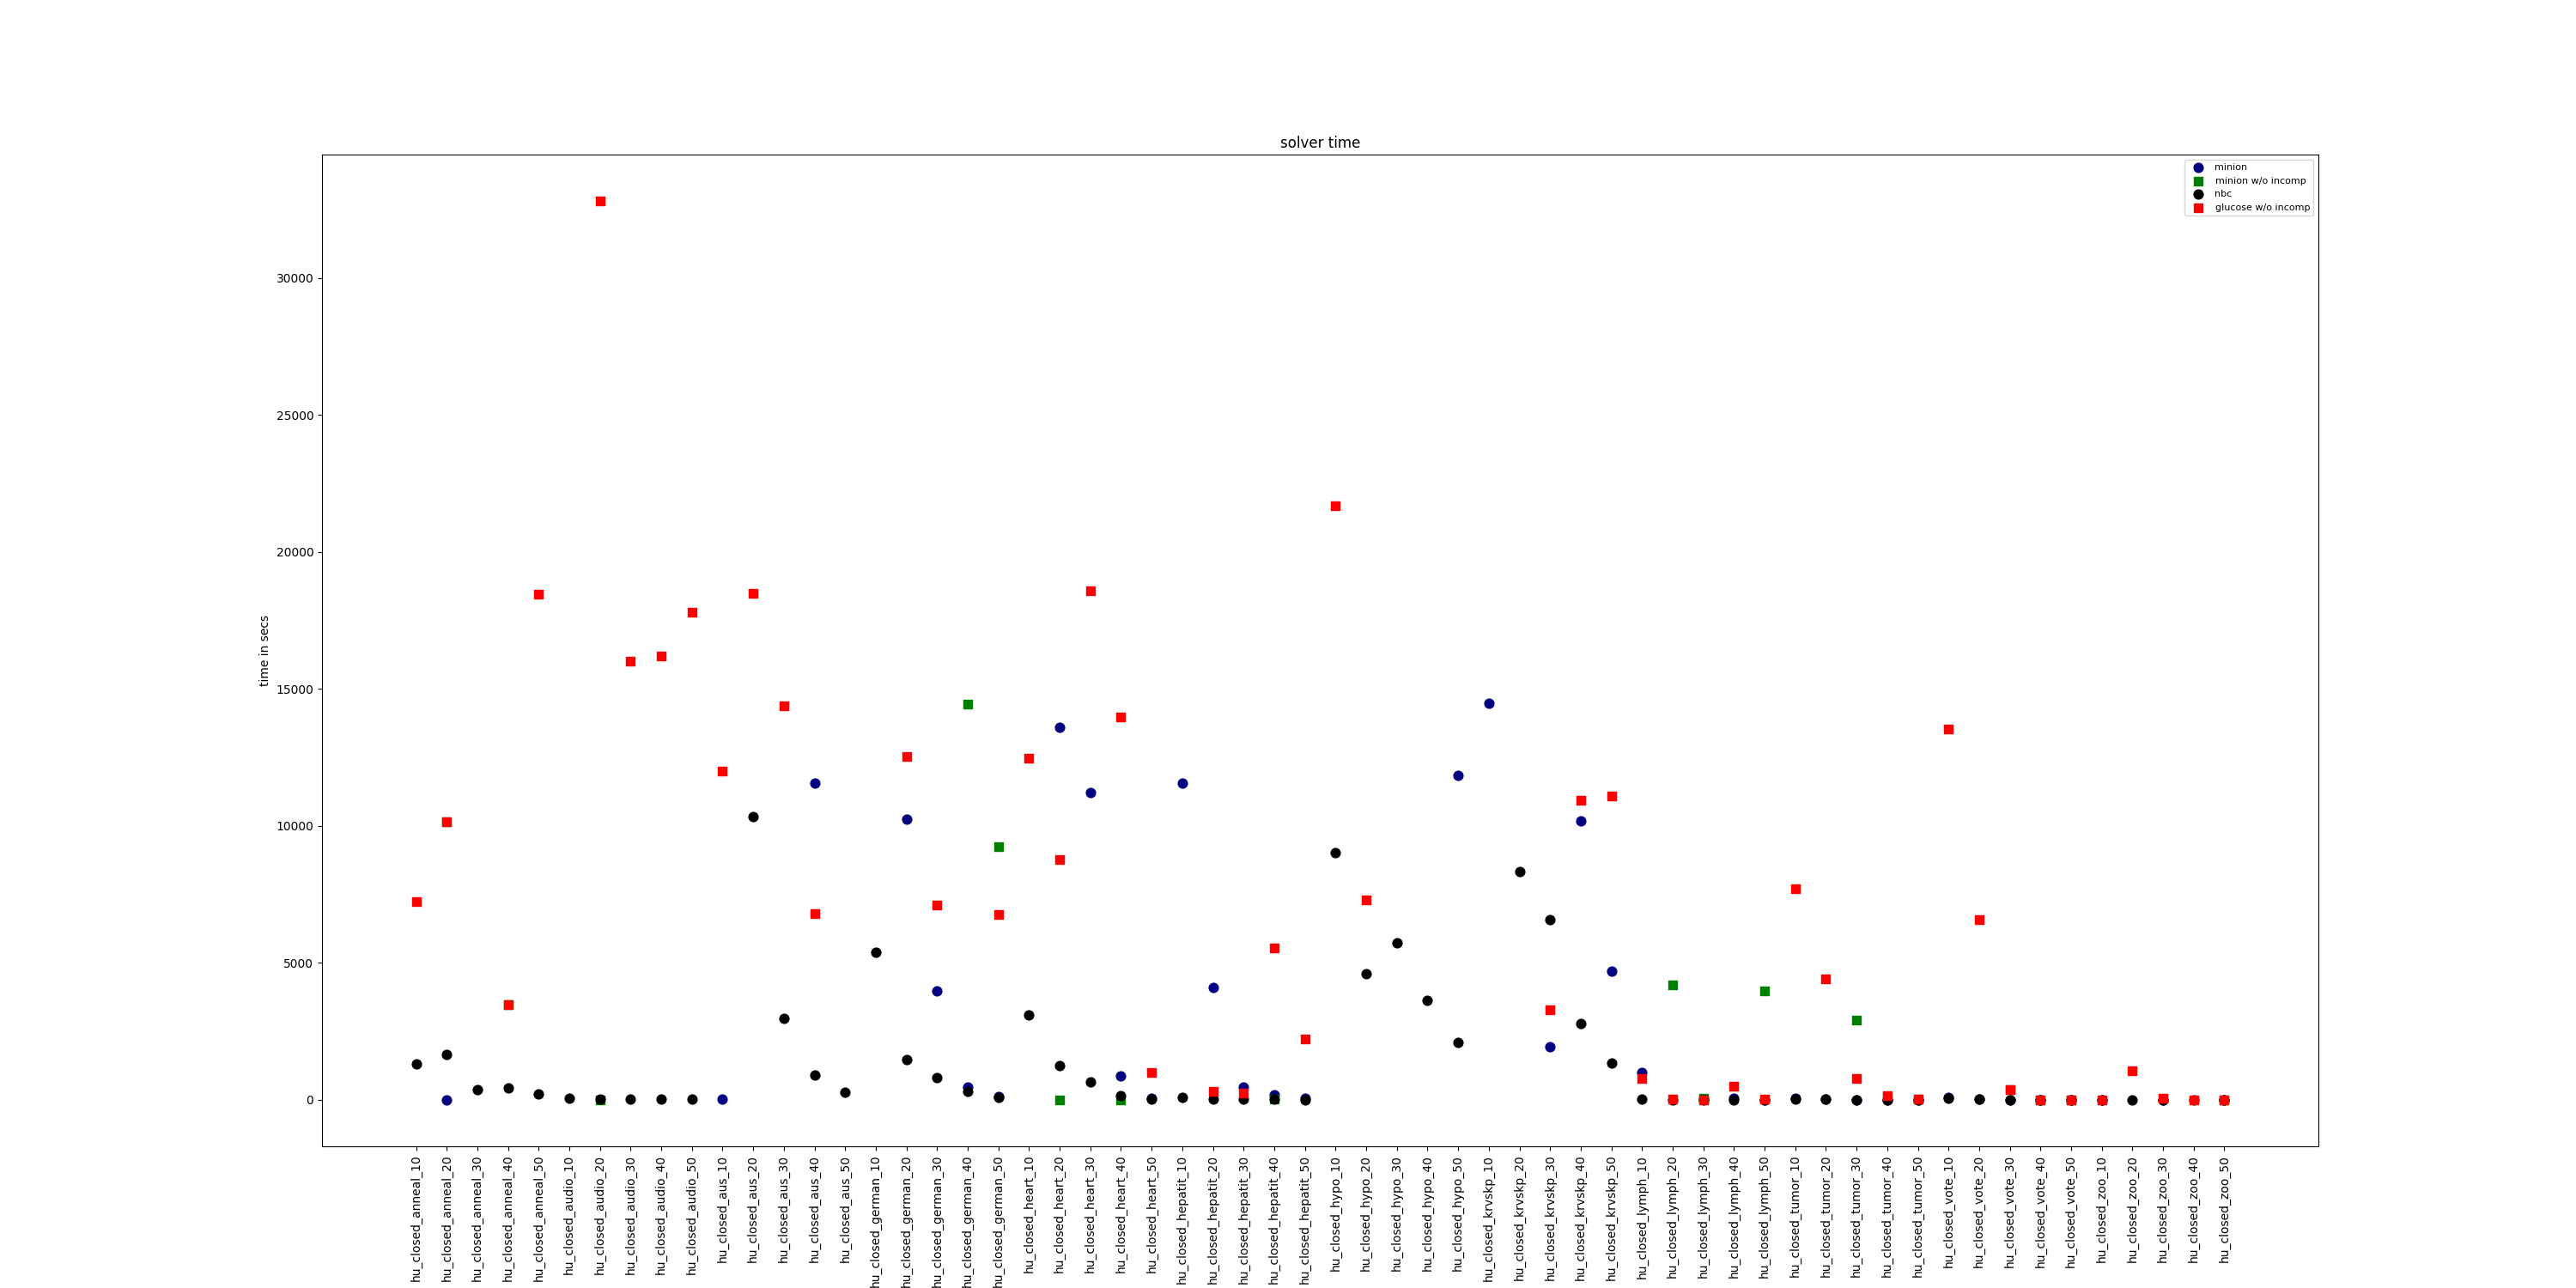 solver time
minion
minion w/o incomp
nbc
glucose w/o incomp
time in secs
30000
25000
20000
15000
10000
5000
0
hu_closed_anneal_10
hu_closed_anneal_20
hu_closed_anneal_30
hu_closed_anneal_40
hu_closed_anneal_50
hu_closed_audio_10
hu_closed_audio_20
hu_closed_audio_30
hu_closed_audio_40
hu_closed_audio_50
hu_closed_aus_10
hu_closed_aus_20
hu_closed_aus_30
hu_closed_aus_40
hu_closed_aus_50
hu_closed_german_10
hu_closed_german_20
hu_closed_german_30
hu_closed_german_40
hu_closed_german_50
hu_closed_heart_10
hu_closed_heart_20
hu_closed_heart_30
hu_closed_heart_40
hu_closed_heart_50
hu_closed_hepatit_10
hu_closed_hepatit_20
hu_closed_hepatit_30
hu_closed_hepatit_40
hu_closed_hepatit_50
hu_closed_hypo_10
hu_closed_hypo_20
hu_closed_hypo_30
hu_closed_hypo_40
hu_closed_hypo_50
hu_closed_krvskp_10
hu_closed_krvskp_20
hu_closed_krvskp_30
hu_closed_krvskp_40
hu_closed_krvskp_50
hu_closed_lymph_10
hu_closed_lymph_20
hu_closed_lymph_30
hu_closed_lymph_40
hu_closed_lymph_50
hu_closed_tumor_10
hu_closed_tumor_20
hu_closed_tumor_30
hu_closed_tumor_40
hu_closed_tumor_50
hu_closed_vote_10
hu_closed_vote_20
hu_closed_vote_30
hu_closed_vote_40
hu_closed_vote_50
hu_closed_zoo_10
hu_closed_zoo_20
hu_closed_zoo_30
hu_closed_zoo_40
hu_closed_zoo_50